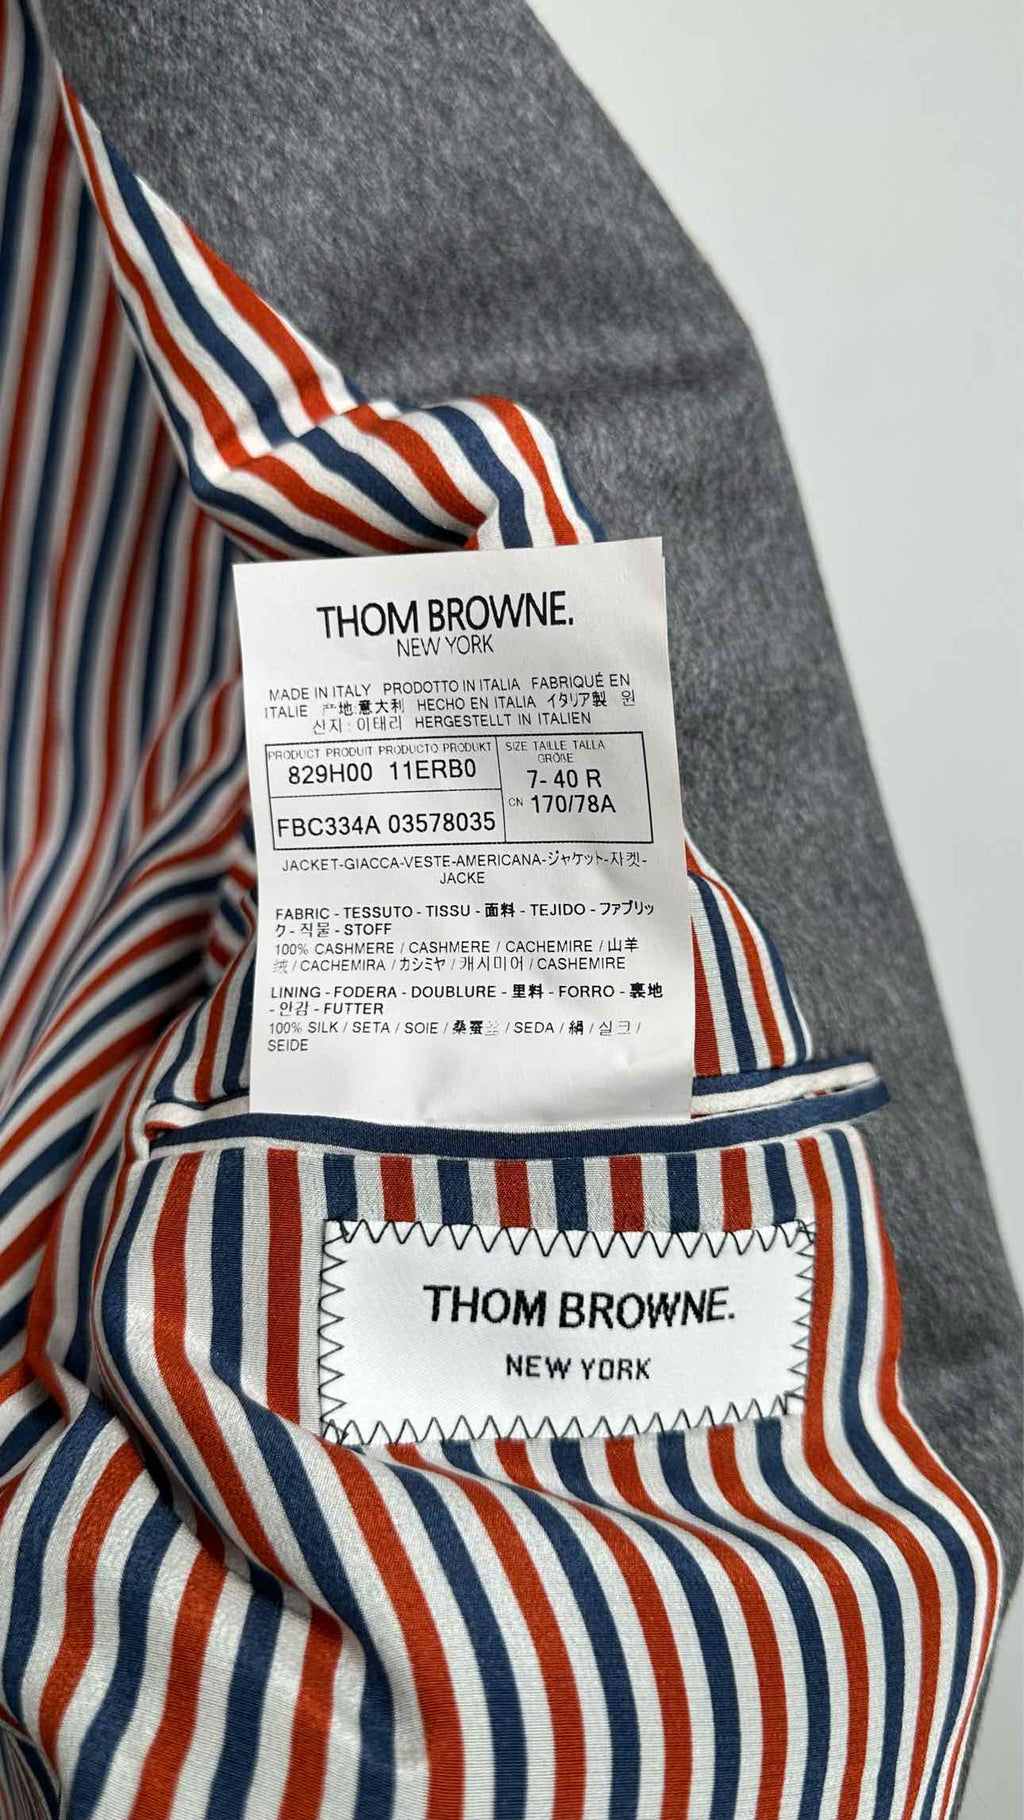 THOM BROWNE.
NEW YORK
MADE IN ITALY PRODOTTO IN ITALIA FABRIQUÉ EN
ITALIE 产地:意大利 HECHO EN ITALIA イタリア製 원
산지: 이태리 HERGESTELLT IN ITALIEN
PRODUCT PRODUIT PRODUCTO PRODUKT
829H00 11ERB0
FBC334A 03578035
SIZE TAILLE TALLA
GRÖßE
7- 40 R
CN 170/78A
JACKET-GIACCA-VESTE-AMERICANA-ジャケット-자켓-
JACKE
FABRIC - TESSUTO - TISSU - 面料 - TEJIDO - ファブリッ
ク - 직물 - STOFF
100% CASHMERE / CASHMERE / CACHEMIRE / 山羊
绒 / CACHEMIRA / カシミヤ / 캐시미어 / CASHEMIRE
LINING - FODERA - DOUBLURE - 里料 - FORRO - 裏地
- 안감 - FUTTER
100% SILK / SETA / SOIE / 桑蚕丝 / SEDA / 絹 / 실크 /
SEIDE
THOM BROWNE.
NEW YORK